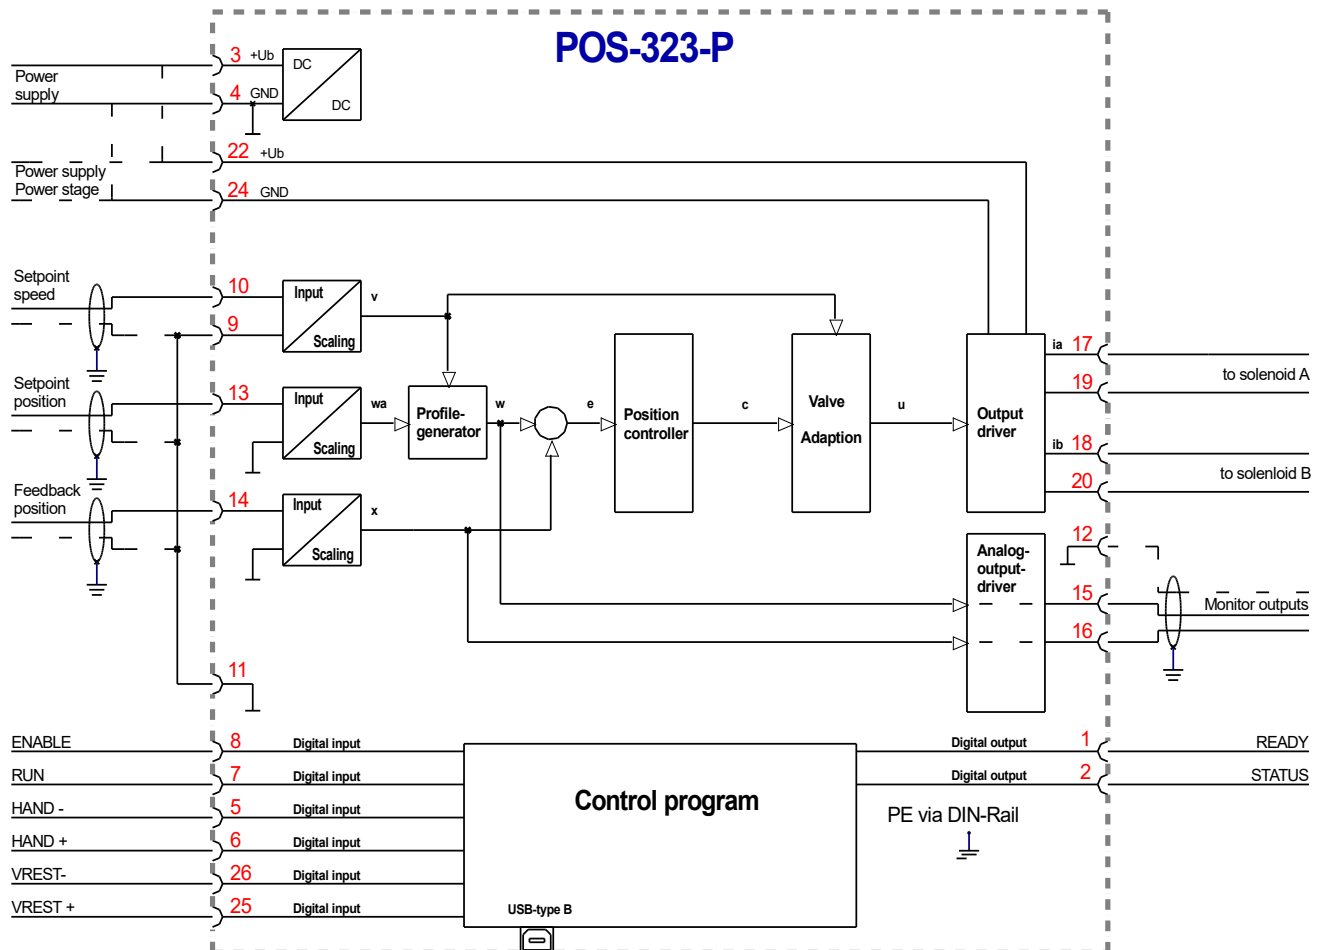 POS-323-P
3 +Ub
DC
DC
Power
supply
4 GND
22 +Ub
Power supply
Power stage
24 GND
Setpoint
speed
10
9
Input
Scaling
v
Setpoint
position
13
Input
Scaling
wa
Profile-
generator
w
e
Position
controller
c
Valve
Adaption
u
Output
driver
ia 17
19
to solenoid A
ib 18
20
to solenloid B
Feedback
position
14
Input
Scaling
x
Analog-
output-
driver
12
15
16
Monitor outputs
11
ENABLE
8
Digital input
RUN
7
Digital input
HAND -
5
Digital input
HAND +
6
Digital input
VREST-
26
Digital input
VREST +
25
Digital input
Control program
USB-type B
Digital output
1
READY
Digital output
2
STATUS
PE via DIN-Rail